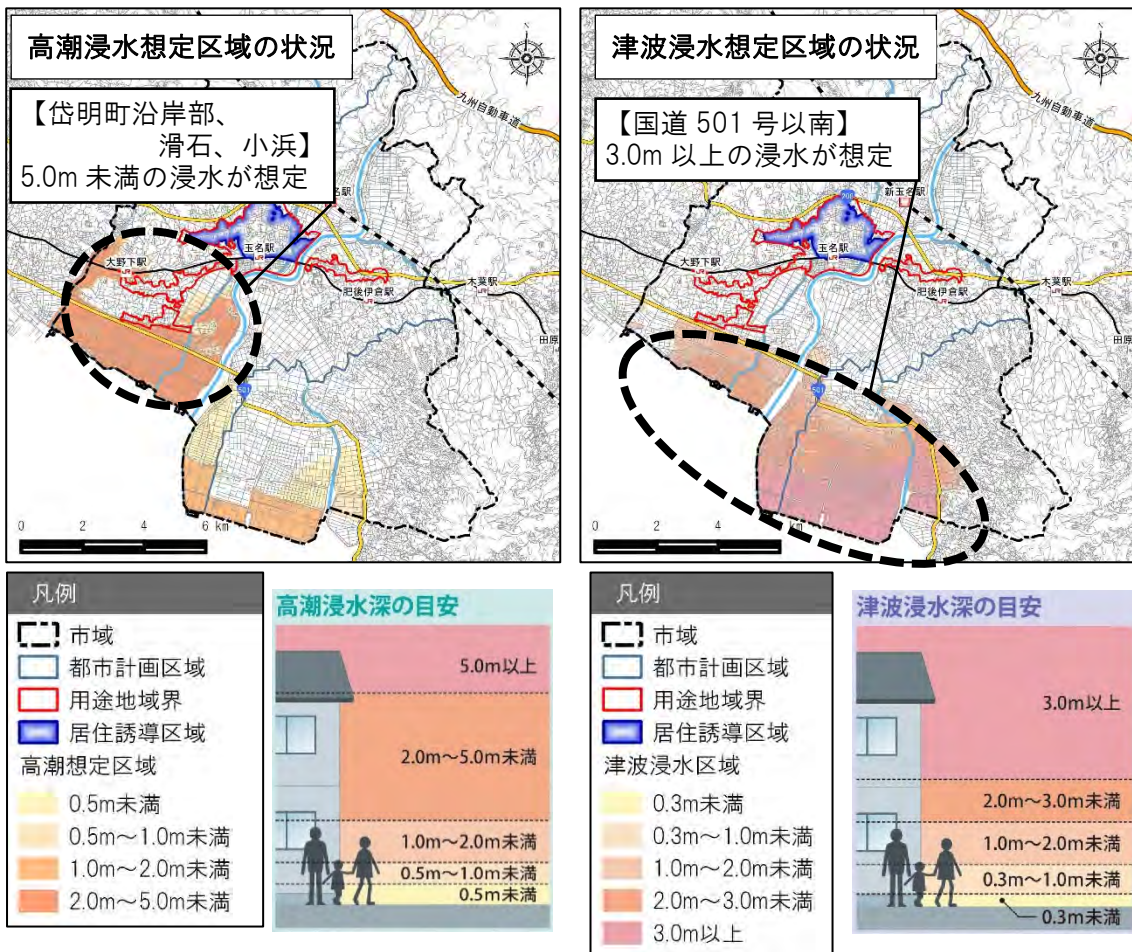 高潮浸水想定区域の状況
【岱明町沿岸部、
滑石、小浜】
5.0m 未満の浸水が想定
九州自動車道
名駅
玉名駅
JR
大野下駅
JR
肥後伊倉駅
JR
木葉駅
JR
田原
501
0 2 4 6 km
凡例
市域
都市計画区域
用途地域界
居住誘導区域
高潮想定区域
0.5m未満
0.5m～1.0m未満
1.0m～2.0m未満
2.0m～5.0m未満
高潮浸水深の目安
5.0m以上
2.0m～5.0m未満
1.0m～2.0m未満
0.5m～1.0m未満
0.5m未満
津波浸水想定区域の状況
【国道 501 号以南】
3.0m 以上の浸水が想定
九州自動車道
新玉名駅
208
玉名駅
JR
大野下駅
JR
肥後伊倉駅
JR
木葉駅
JR
田原
501
0 2 4 km
凡例
市域
都市計画区域
用途地域界
居住誘導区域
津波浸水区域
0.3m未満
0.3m～1.0m未満
1.0m～2.0m未満
2.0m～3.0m未満
3.0m以上
津波浸水深の目安
3.0m以上
2.0m～3.0m未満
1.0m～2.0m未満
0.3m～1.0m未満
0.3m未満